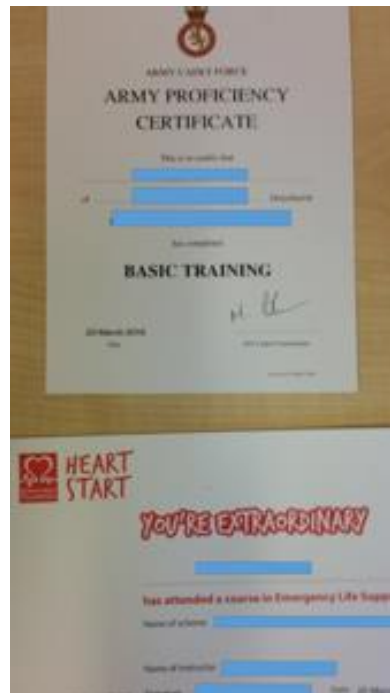 ARMY CADET FORCE
ARMY PROFICIENCY
CERTIFICATE
This is to certify that
of
Detachment
has completed
BASIC TRAINING
HEART
START
YOU'RE EXTRAORDINARY
has attended a course in Emergency Life Supp
Name of scheme
Name of instructor